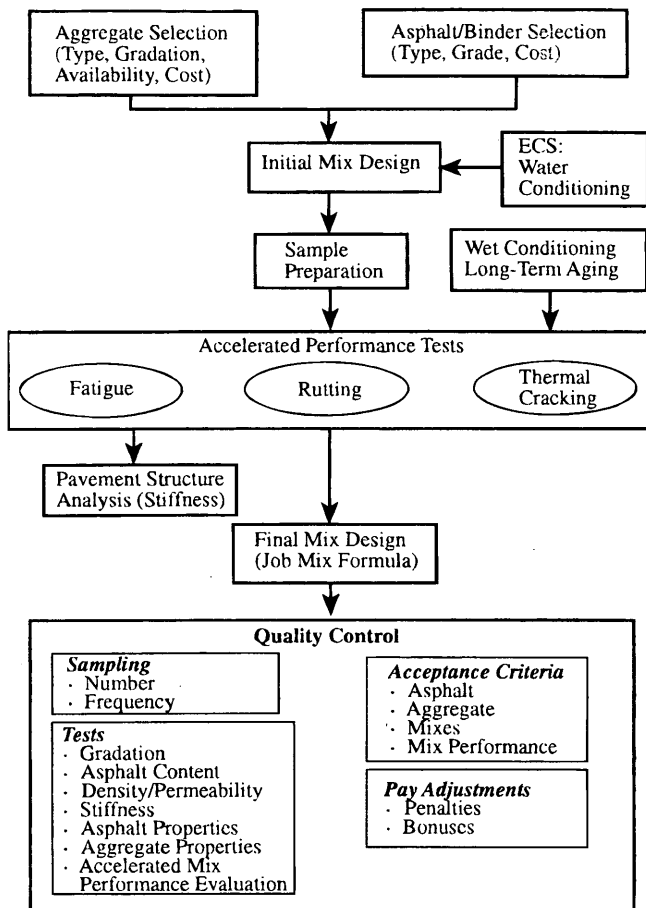 Aggregate Selection
(Type, Gradation,
Availability, Cost)
Asphalt/Binder Selection
(Type, Grade, Cost)
Initial Mix Design
ECS:
Water
Conditioning
Sample
Preparation
Wet Conditioning
Long-Term Aging
Accelerated Performance Tests
Fatigue
Rutting
Thermal
Cracking
Pavement Structure
Analysis (Stiffness)
Final Mix Design
(Job Mix Formula)
Quality Control
Sampling
· Number
· Frequency
Tests
· Gradation
· Asphalt Content
· Density/Permeability
· Stiffness
· Asphalt Properties
· Aggregate Properties
· Accelerated Mix
Performance Evaluation
Acceptance Criteria
· Asphalt
· Aggregate
· Mixes
· Mix Performance
Pay Adjustments
· Penalties
· Bonuses